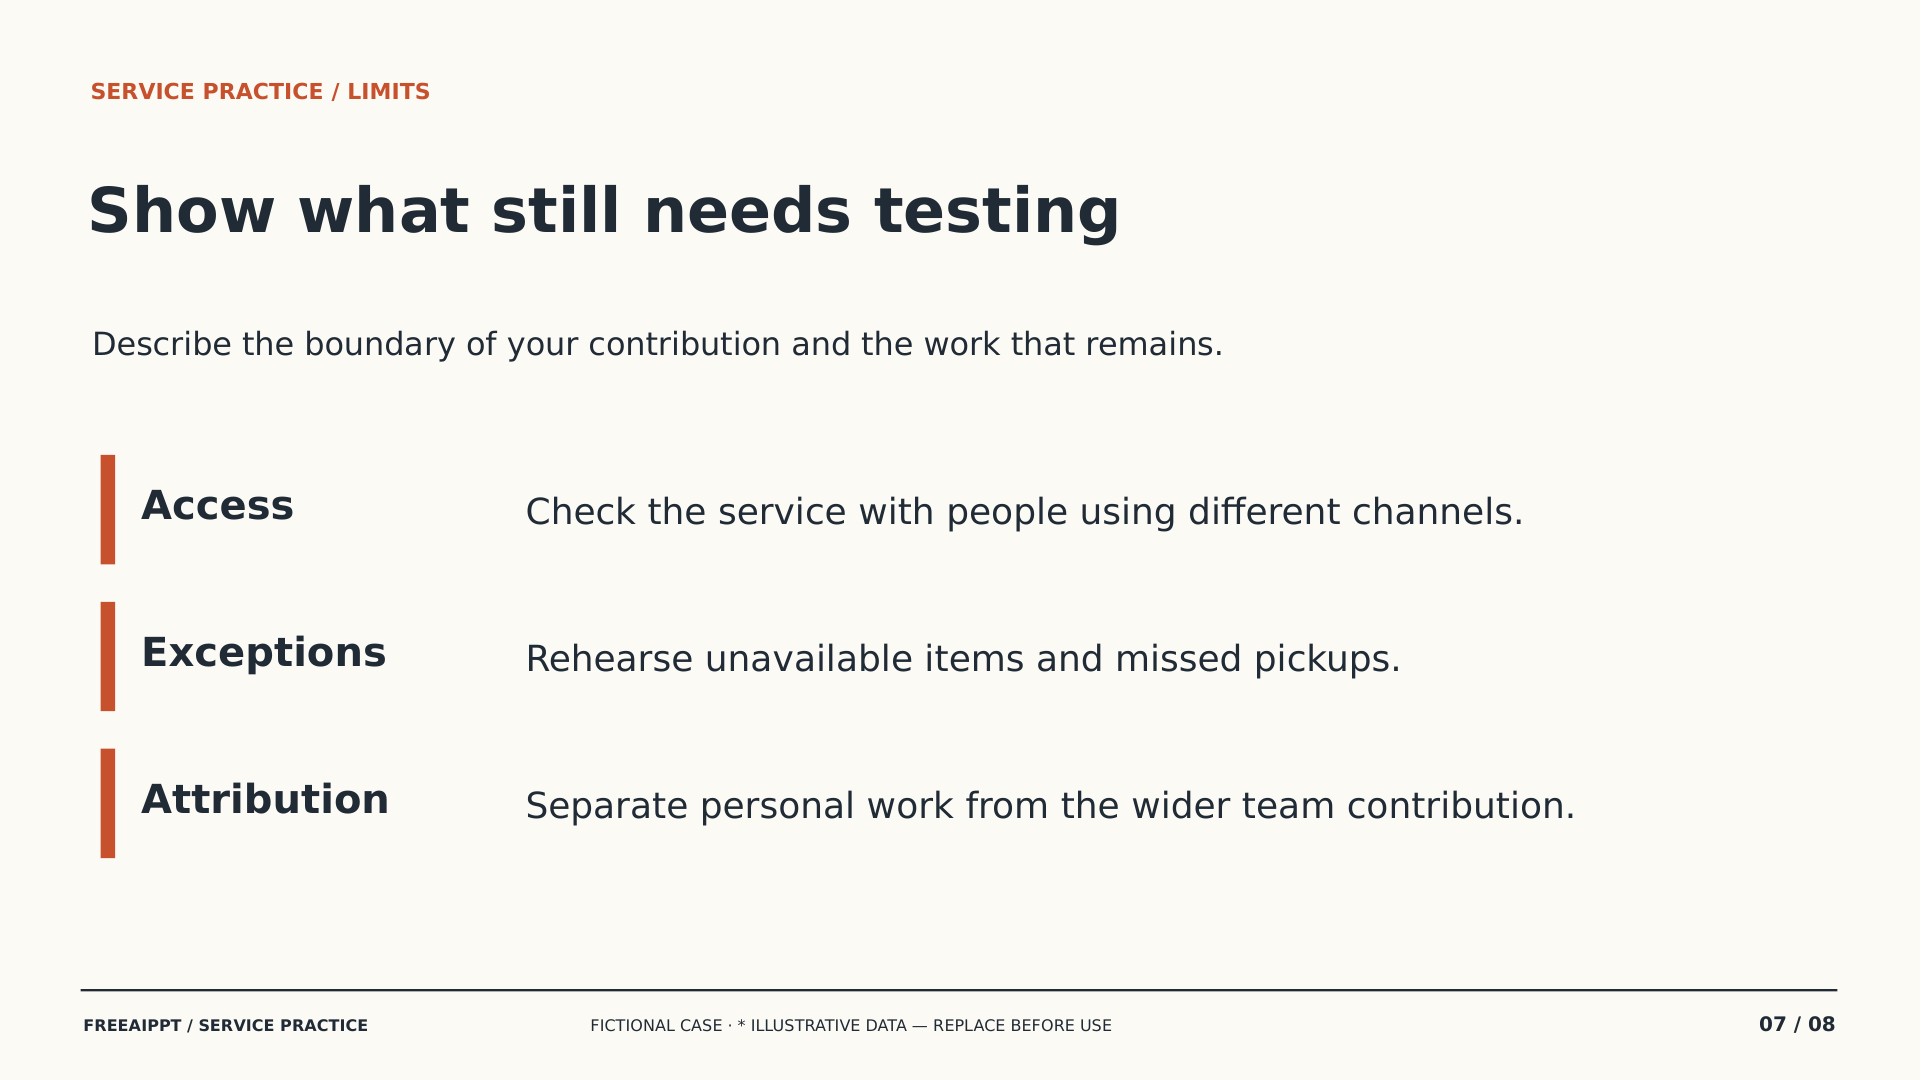 SERVICE PRACTICE / LIMITS
Show what still needs testing
Describe the boundary of your contribution and the work that remains.
Access
Check the service with people using different channels.
Exceptions
Rehearse unavailable items and missed pickups.
Attribution
Separate personal work from the wider team contribution.
FREEAIPPT / SERVICE PRACTICE
FICTIONAL CASE · * ILLUSTRATIVE DATA — REPLACE BEFORE USE
07 / 08